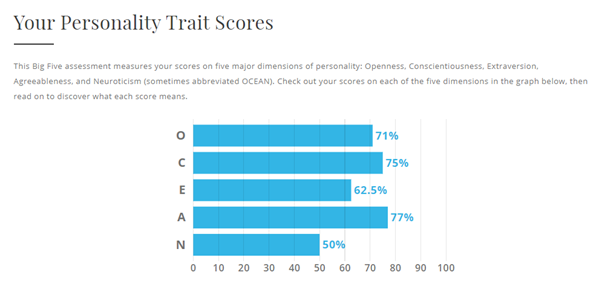 Your Personality Trait Scores
This Big Five assessment measures your scores on five major dimensions of personality: Openness, Conscientiousness, Extraversion,
Agreeableness, and Neuroticism (sometimes abbreviated OCEAN). Check out your scores on each of the five dimensions in the graph below, then
read on to discover what each score means.
O 71%
C 75%
E 62.5%
A 77%
N 50%
0 10 20 30 40 50 60 70 80 90 100